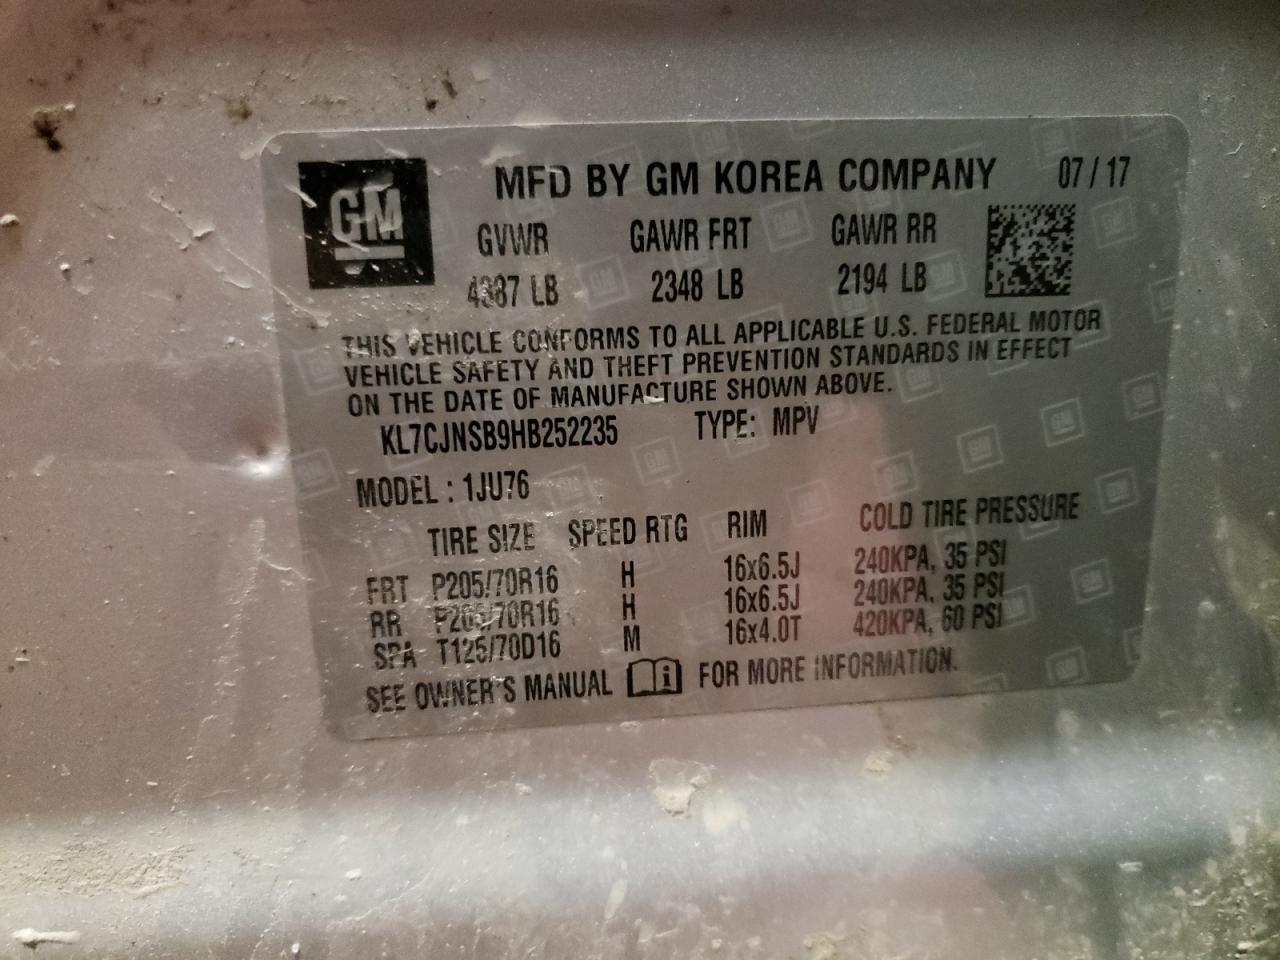 GM
MFD BY GM KOREA COMPANY 07/17
GVWR GAWR FRT GAWR RR
4387 LB 2348 LB 2194 LB
THIS VEHICLE CONFORMS TO ALL APPLICABLE U.S. FEDERAL MOTOR
VEHICLE SAFETY AND THEFT PREVENTION STANDARDS IN EFFECT
ON THE DATE OF MANUFACTURE SHOWN ABOVE.
KL7CJNSB9HB252235 TYPE: MPV
MODEL : 1JU76
TIRE SIZE SPEED RTG RIM COLD TIRE PRESSURE
FRT P205/70R16 H 16x6.5J 240KPA, 35 PSI
RR P205/70R16 H 16x6.5J 240KPA, 35 PSI
SPA T125/70D16 M 16x4.0T 420KPA, 60 PSI
SEE OWNER'S MANUAL FOR MORE INFORMATION.